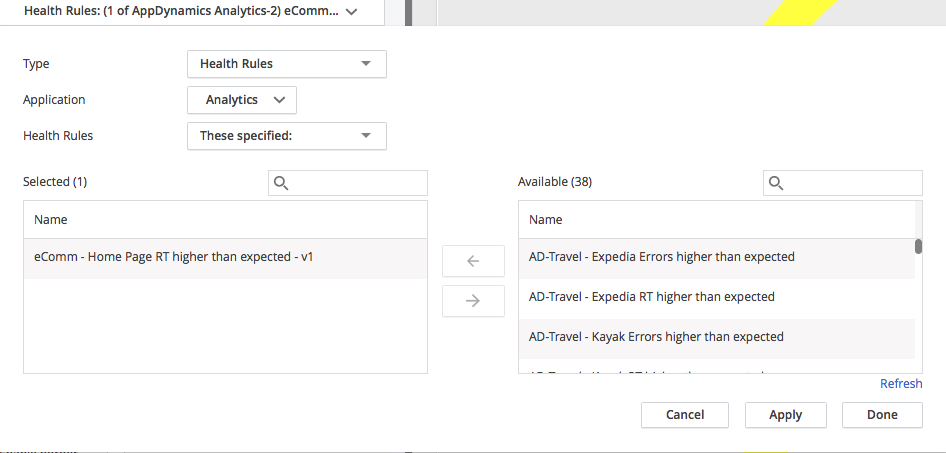 Health Rules: (1 of AppDynamics Analytics-2) eComm...
Type
Health Rules
Application
Analytics
Health Rules
These specified:
Selected (1)
Available (38)
Name
Name
eComm - Home Page RT higher than expected - v1
AD-Travel - Expedia Errors higher than expected
AD-Travel - Expedia RT higher than expected
AD-Travel - Kayak Errors higher than expected
Refresh
Cancel
Apply
Done